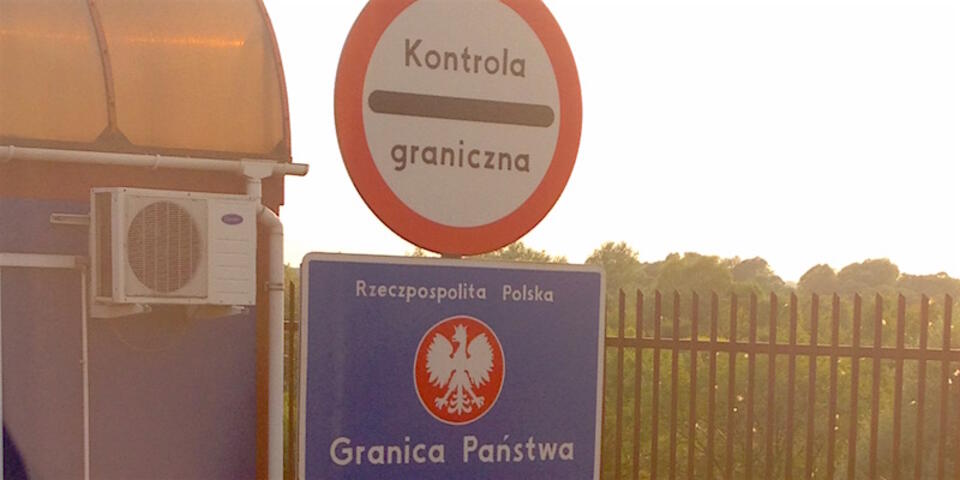 Kontrola
graniczna
Rzeczpospolita Polska
Granica Państwa